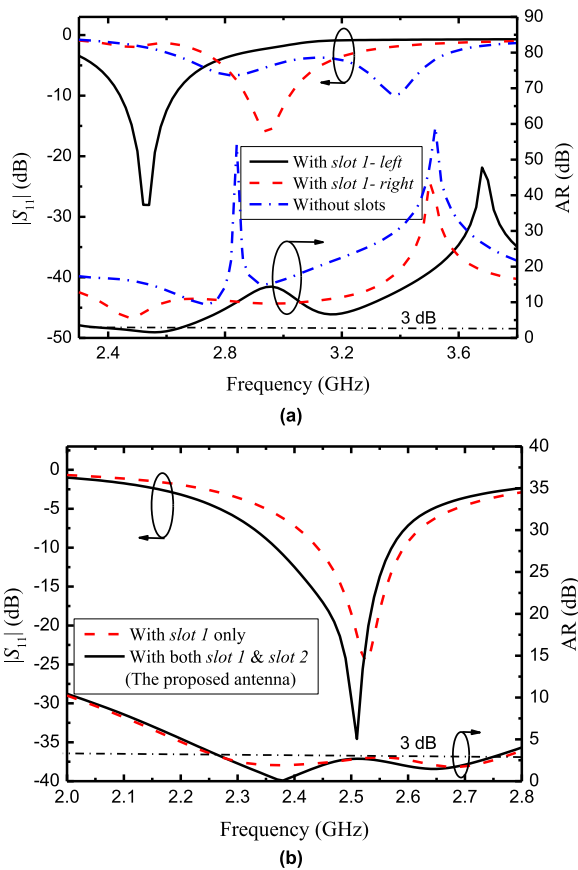 0
-10
-20
-30
-40
-50
|S11| (dB)
90
80
70
60
50
40
30
20
10
0
AR (dB)
With slot 1- left
With slot 1- right
Without slots
3 dB
2.4 2.8 3.2 3.6
Frequency (GHz)
(a)
0
-5
-10
-15
-20
-25
-30
-35
-40
|S11| (dB)
40
35
30
25
20
15
10
5
0
AR (dB)
With slot 1 only
With both slot 1 & slot 2
(The proposed antenna)
3 dB
2.0 2.1 2.2 2.3 2.4 2.5 2.6 2.7 2.8
Frequency (GHz)
(b)